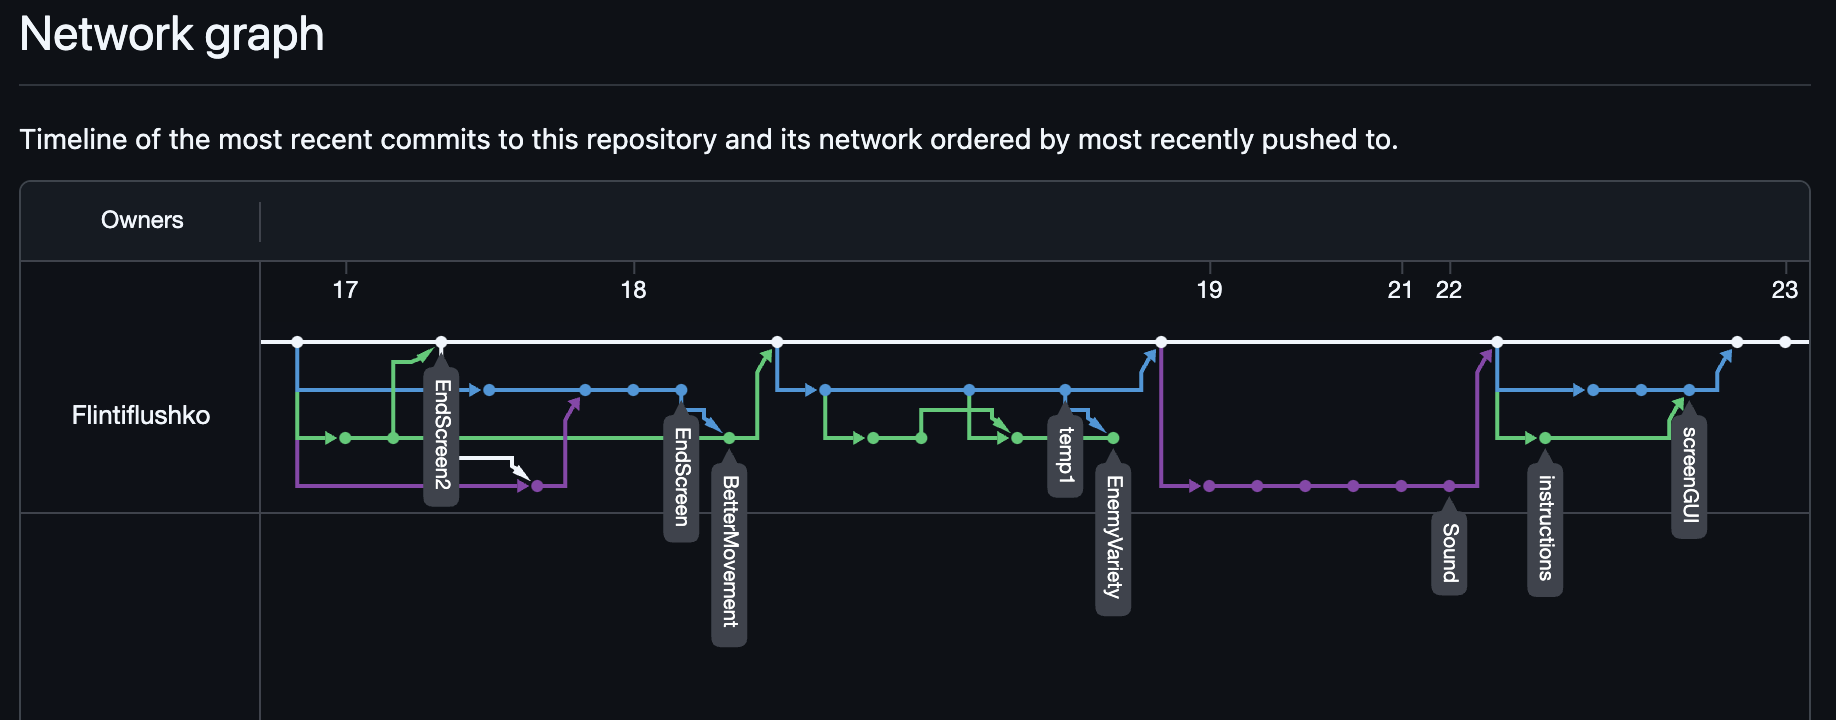 Network graph
Timeline of the most recent commits to this repository and its network ordered by most recently pushed to.
Owners
17
18
19
21
22
23
Flintiflushko
EndScreen2
EndScreen
BetterMovement
temp1
EnemyVariety
Sound
instructions
screenGUI